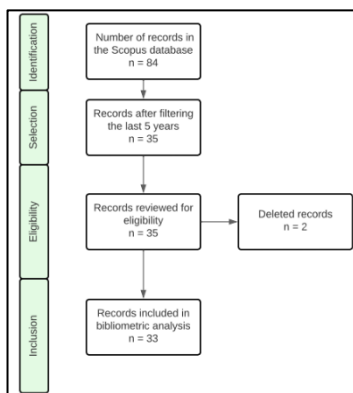 Identification
Number of records in
the Scopus database
n = 84
Selection
Records after filtering
the last 5 years
n = 35
Eligibility
Records reviewed for
eligibility
n = 35
Deleted records
n = 2
Inclusion
Records included in
bibliometric analysis
n = 33